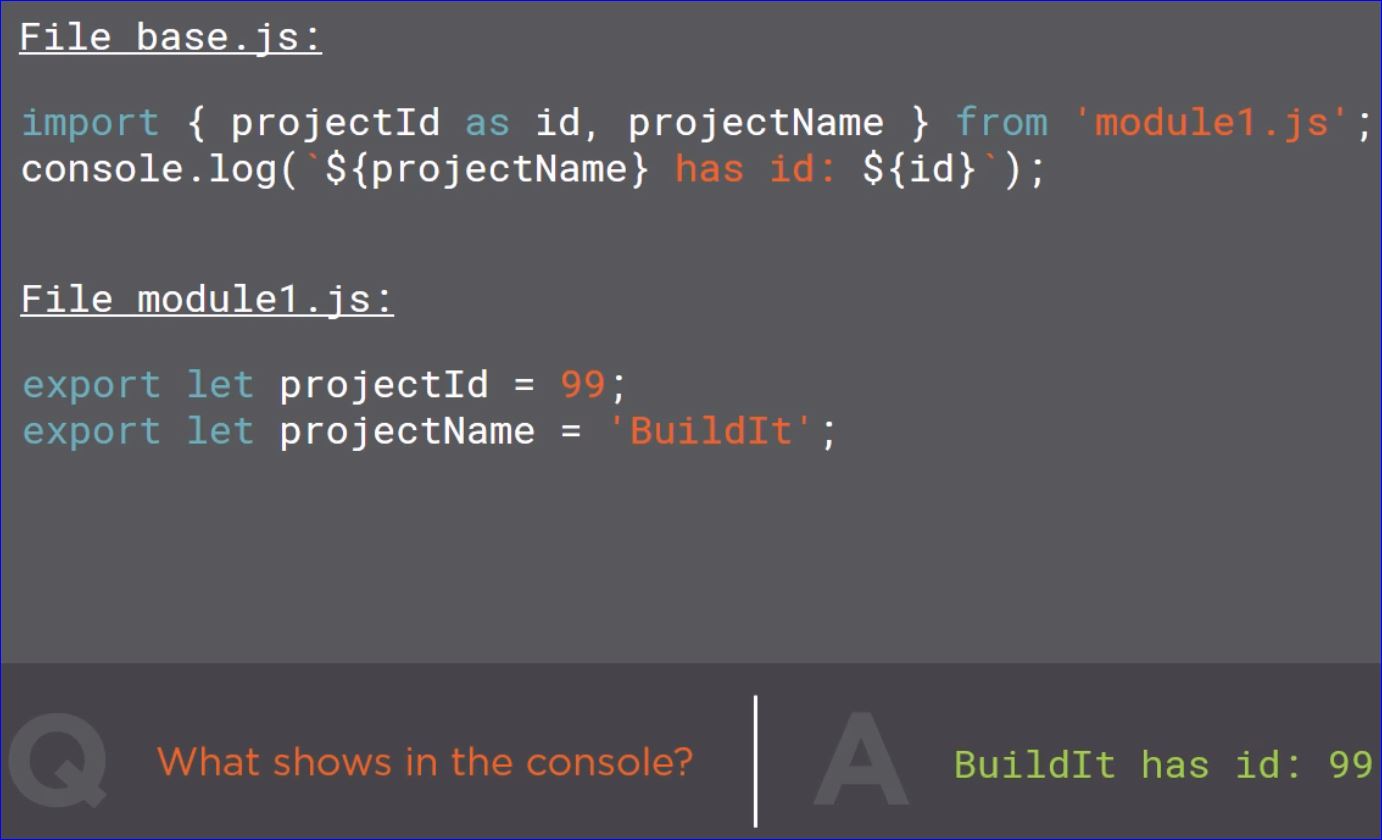 File base.js:
import { projectId as id, projectName } from 'module1.js';
console.log(`${projectName} has id: ${id}`);
File module1.js:
export let projectId = 99;
export let projectName = 'BuildIt';
Q What shows in the console?
A BuildIt has id: 99